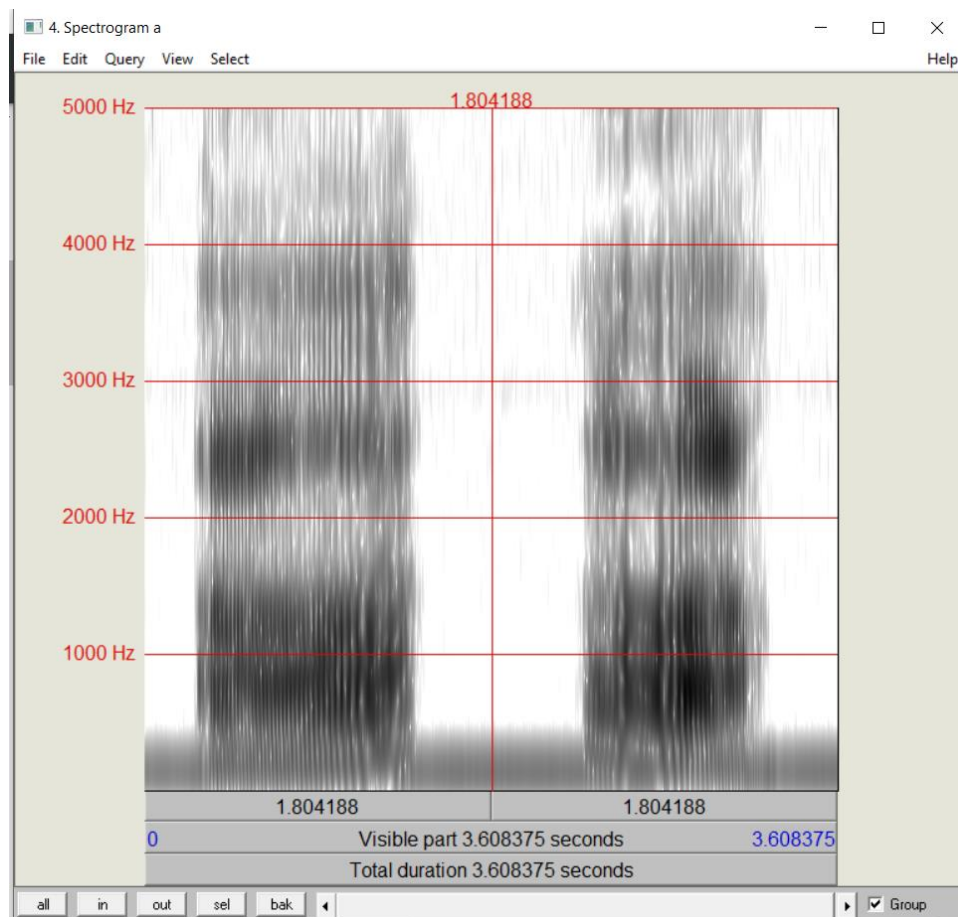 4. Spectrogram a
File Edit Query View Select Help
1.804188
5000 Hz
4000 Hz
3000 Hz
2000 Hz
1000 Hz
1.804188 1.804188
0 Visible part 3.608375 seconds 3.608375
Total duration 3.608375 seconds
all in out sel bak Group